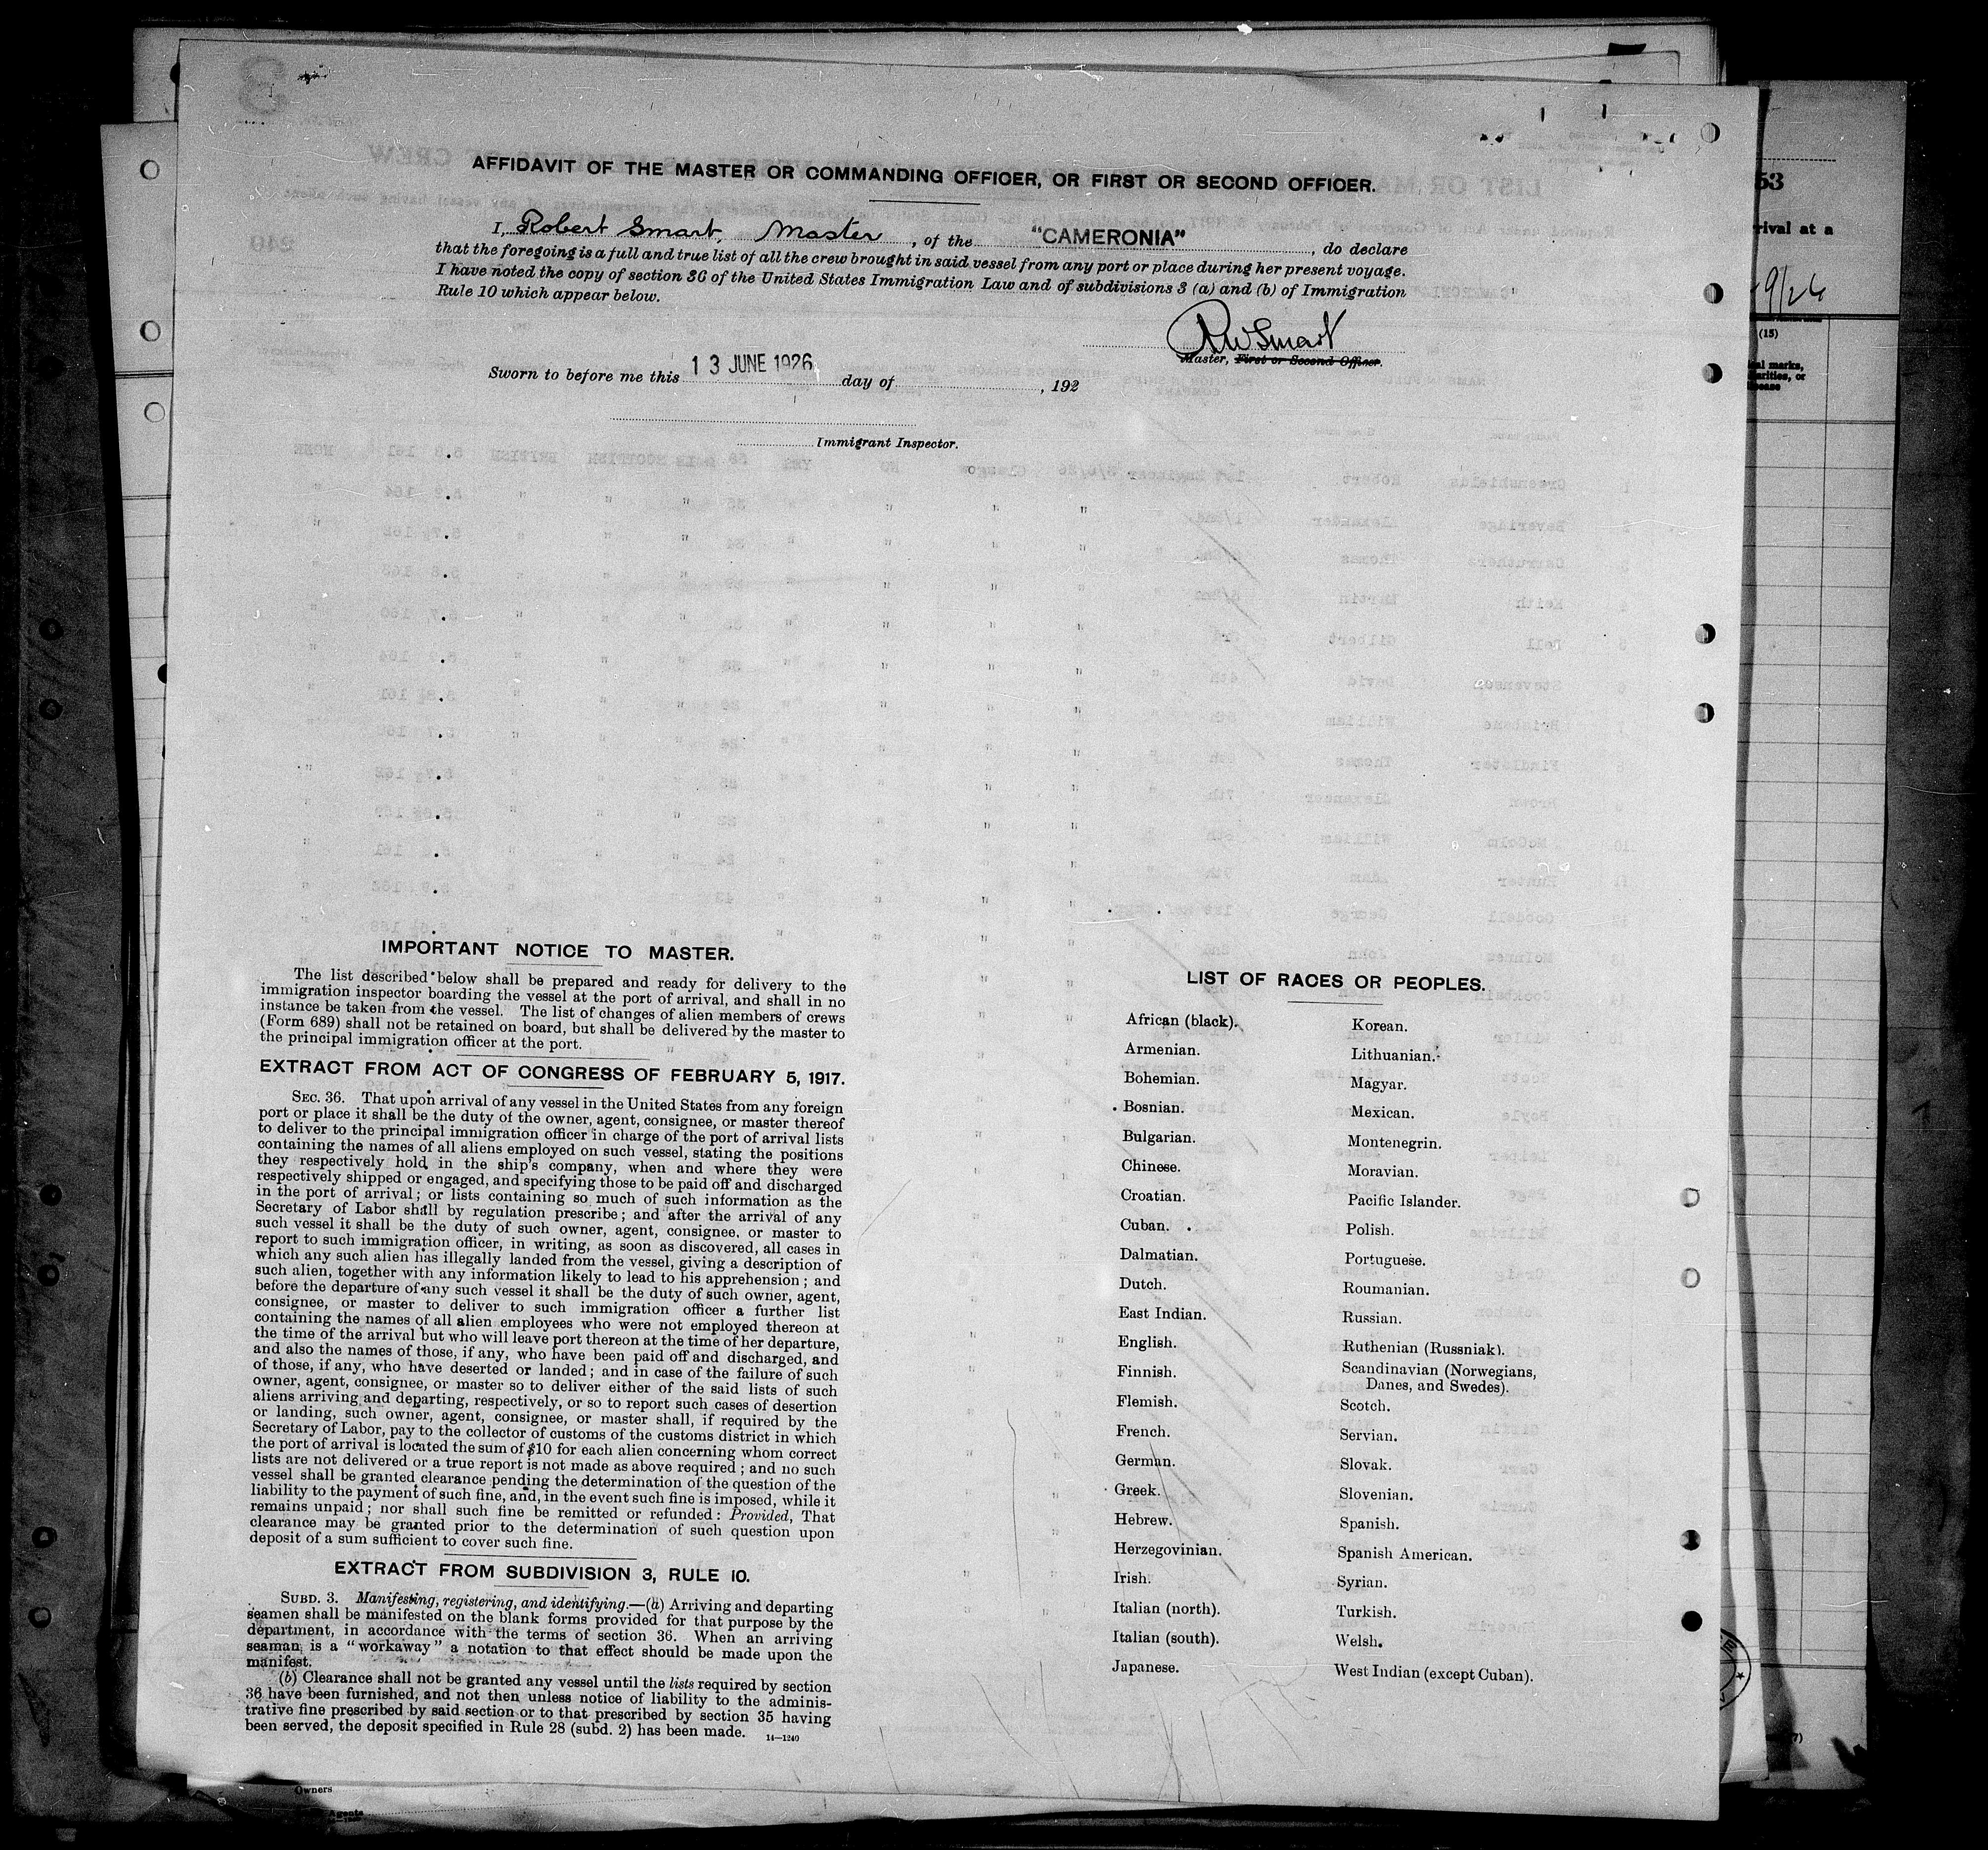 AFFIDAVIT OF THE MASTER OR COMMANDING OFFICER, OR FIRST OR SECOND OFFICER.
I, Robert Smart, Master, of the "CAMERONIA", do declare
that the foregoing is a full and true list of all the crew brought in said vessel from any port or place during her present voyage.
I have noted the copy of section 36 of the United States Immigration Law and of subdivisions 3 (a) and (b) of Immigration
Rule 10 which appear below.
RW Smart
Master, First or Second Officer.
Sworn to before me this 13 JUNE 1926 day of , 192
Immigrant Inspector.
IMPORTANT NOTICE TO MASTER.
The list described below shall be prepared and ready for delivery to the
immigration inspector boarding the vessel at the port of arrival, and shall in no
instance be taken from the vessel. The list of changes of alien members of crews
(Form 689) shall not be retained on board, but shall be delivered by the master to
the principal immigration officer at the port.
EXTRACT FROM ACT OF CONGRESS OF FEBRUARY 5, 1917.
SEC. 36. That upon arrival of any vessel in the United States from any foreign
port or place it shall be the duty of the owner, agent, consignee, or master thereof
to deliver to the principal immigration officer in charge of the port of arrival lists
containing the names of all aliens employed on such vessel, stating the positions
they respectively hold in the ship's company, when and where they were
respectively shipped or engaged, and specifying those to be paid off and discharged
in the port of arrival; or lists containing so much of such information as the
Secretary of Labor shall by regulation prescribe; and after the arrival of any
such vessel it shall be the duty of such owner, agent, consignee, or master to
report to such immigration officer, in writing, as soon as discovered, all cases in
which any such alien has illegally landed from the vessel, giving a description of
such alien, together with any information likely to lead to his apprehension; and
before the departure of any such vessel it shall be the duty of such owner, agent,
consignee, or master to deliver to such immigration officer a further list
containing the names of all alien employees who were not employed thereon at
the time of the arrival but who will leave port thereon at the time of her departure,
and also the names of those, if any, who have been paid off and discharged, and
of those, if any, who have deserted or landed; and in case of the failure of such
owner, agent, consignee, or master so to deliver either of the said lists of such
aliens arriving and departing, respectively, or so to report such cases of desertion
or landing, such owner, agent, consignee, or master shall, if required by the
Secretary of Labor, pay to the collector of customs of the customs district in which
the port of arrival is located the sum of $10 for each alien concerning whom correct
lists are not delivered or a true report is not made as above required; and no such
vessel shall be granted clearance pending the determination of the question of the
liability to the payment of such fine, and, in the event such fine is imposed, while it
remains unpaid; nor shall such fine be remitted or refunded: Provided, That
clearance may be granted prior to the determination of such question upon
deposit of a sum sufficient to cover such fine.
EXTRACT FROM SUBDIVISION 3, RULE 10.
SUBD. 3. Manifesting, registering, and identifying.—(a) Arriving and departing
seamen shall be manifested on the blank forms provided for that purpose by the
department, in accordance with the terms of section 36. When an arriving
seaman is a "workaway" a notation to that effect should be made upon the
manifest.
(b) Clearance shall not be granted any vessel until the lists required by section
36 have been furnished, and not then unless notice of liability to the adminis-
trative fine prescribed by said section or to that prescribed by section 35 having
been served, the deposit specified in Rule 28 (subd. 2) has been made. 14—1240
LIST OF RACES OR PEOPLES.
African (black).
Armenian.
Bohemian.
Bosnian.
Bulgarian.
Chinese.
Croatian.
Cuban.
Dalmatian.
Dutch.
East Indian.
English.
Finnish.
Flemish.
French.
German.
Greek.
Hebrew.
Herzegovinian.
Irish.
Italian (north).
Italian (south).
Japanese.
Korean.
Lithuanian.
Magyar.
Mexican.
Montenegrin.
Moravian.
Pacific Islander.
Polish.
Portuguese.
Roumanian.
Russian.
Ruthenian (Russniak).
Scandinavian (Norwegians,
Danes, and Swedes).
Scotch.
Servian.
Slovak.
Slovenian.
Spanish.
Spanish American.
Syrian.
Turkish.
Welsh.
West Indian (except Cuban).
53
rival at a
9/26
(15)
al marks,
arities, or
ease
Owners
Agents